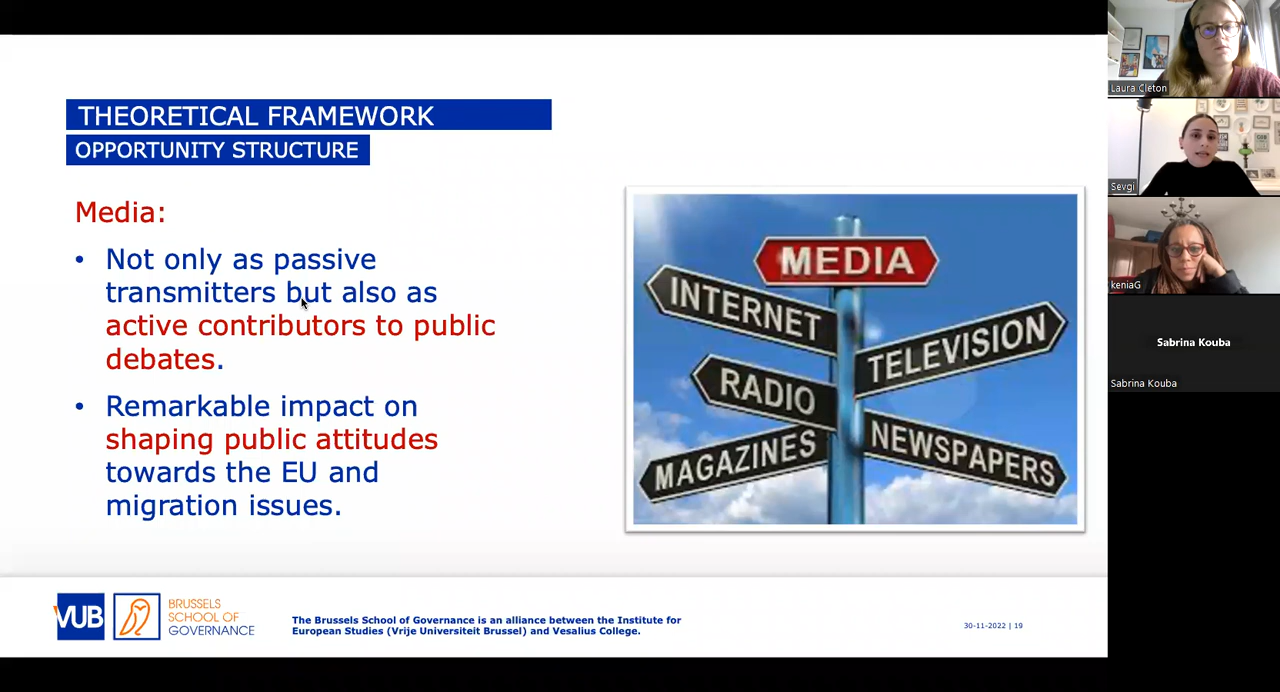 THEORETICAL FRAMEWORK
OPPORTUNITY STRUCTURE
Media:
• Not only as passive
transmitters but also as
active contributors to public
debates.
• Remarkable impact on
shaping public attitudes
towards the EU and
migration issues.
MEDIA
INTERNET
TELEVISION
RADIO
NEWSPAPERS
MAGAZINES
VUB
BRUSSELS
SCHOOL OF
GOVERNANCE
The Brussels School of Governance is an alliance between the Institute for
European Studies (Vrije Universiteit Brussel) and Vesalius College.
30-11-2022 | 19
Laura Cleton
Sevgi
keniaG
Sabrina Kouba
Sabrina Kouba